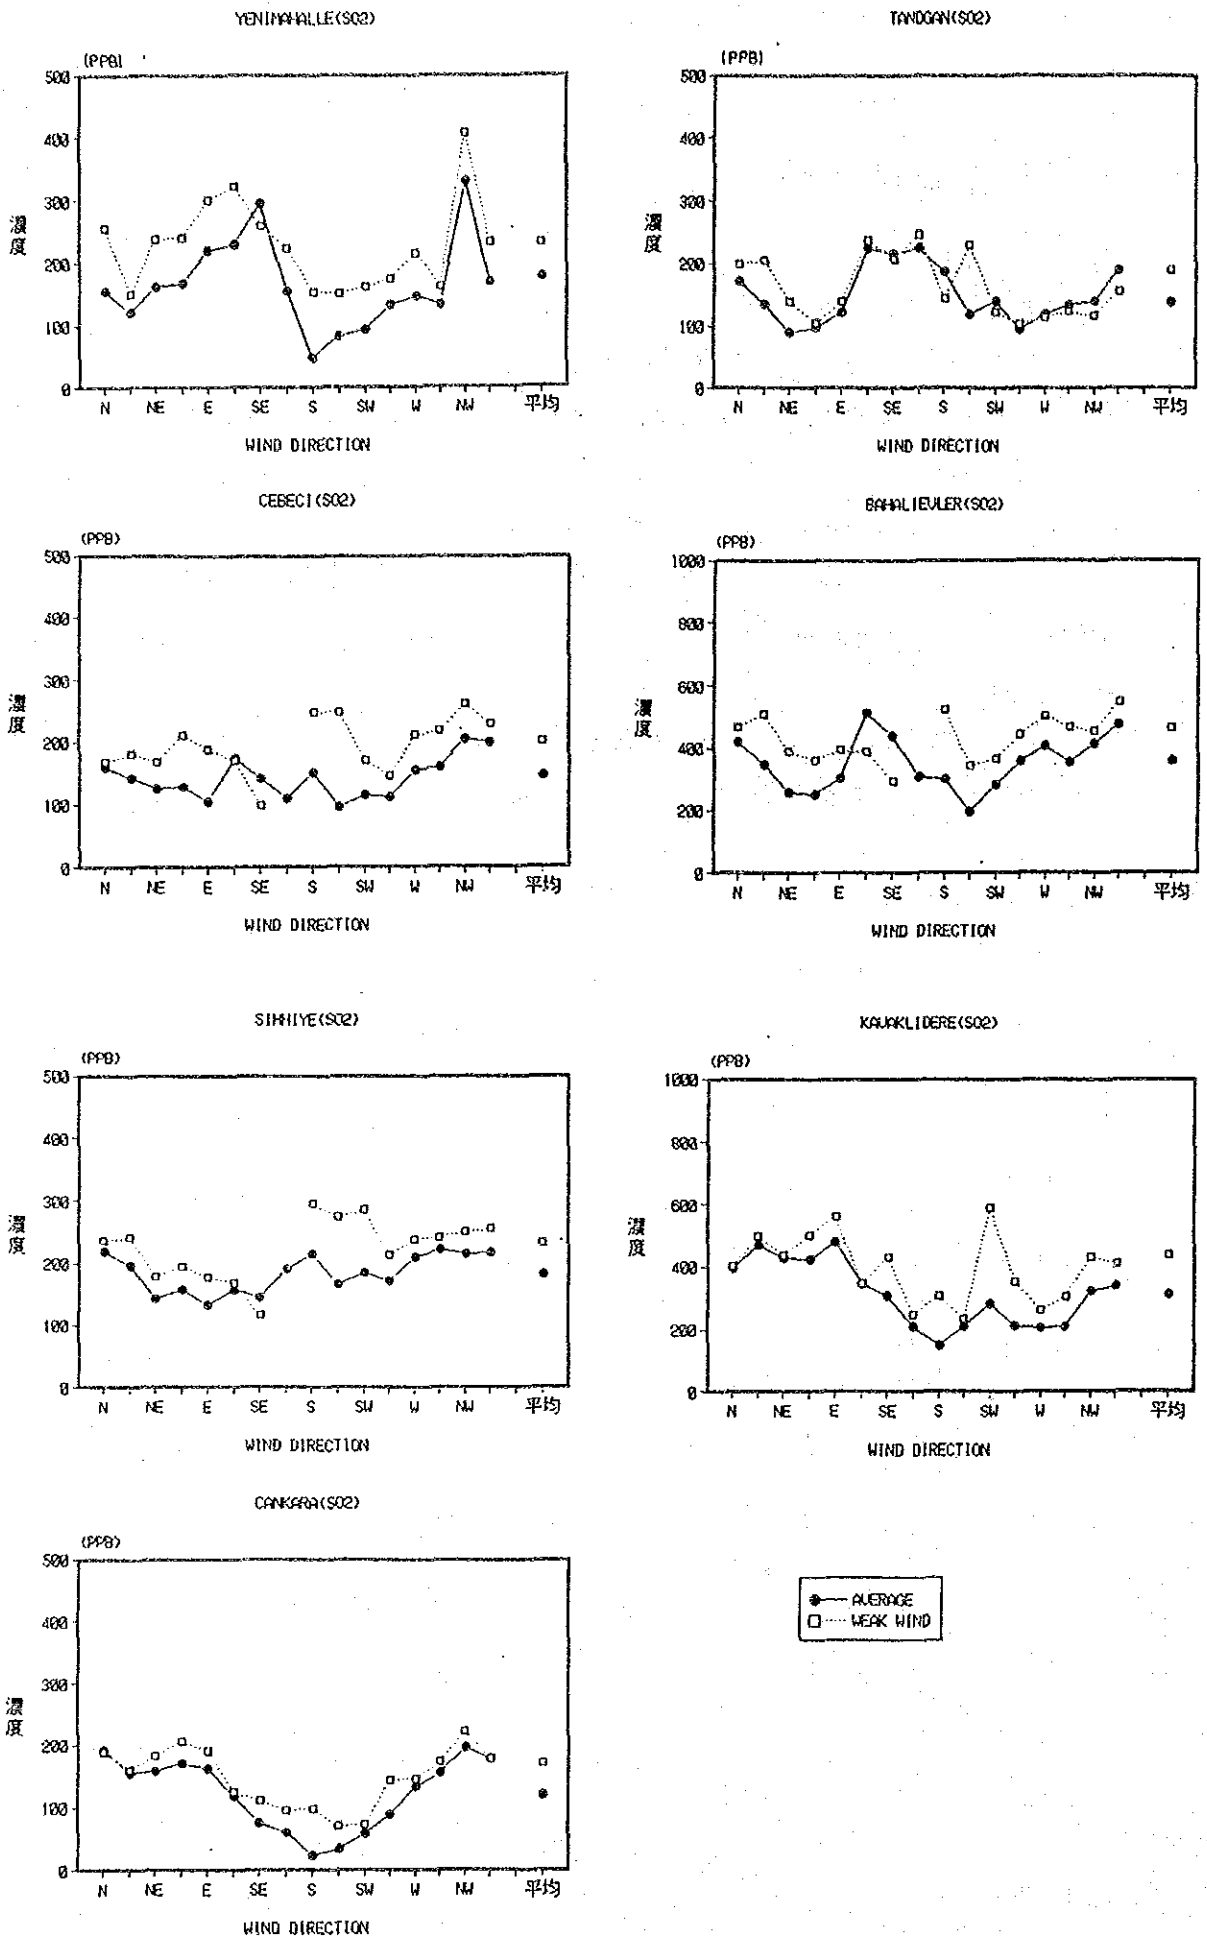 YENIMAHALLE(SO2)
(PPB)
500
400
300
200
100
0
濃度
N NE E SE S SW W NW 平均
WIND DIRECTION
TANDGAN(SO2)
(PPB)
500
400
300
200
100
0
濃度
N NE E SE S SW W NW 平均
WIND DIRECTION
CEBECI(SO2)
(PPB)
500
400
300
200
100
0
濃度
N NE E SE S SW W NW 平均
WIND DIRECTION
BAHALIEVLER(SO2)
(PPB)
1000
800
600
400
200
0
濃度
N NE E SE S SW W NW 平均
WIND DIRECTION
SIHHIYE(SO2)
(PPB)
500
400
300
200
100
0
濃度
N NE E SE S SW W NW 平均
WIND DIRECTION
KAVAKLIDERE(SO2)
(PPB)
1000
800
600
400
200
0
濃度
N NE E SE S SW W NW 平均
WIND DIRECTION
CANKARA(SO2)
(PPB)
500
400
300
200
100
0
濃度
N NE E SE S SW W NW 平均
WIND DIRECTION
AVERAGE
WEAK WIND